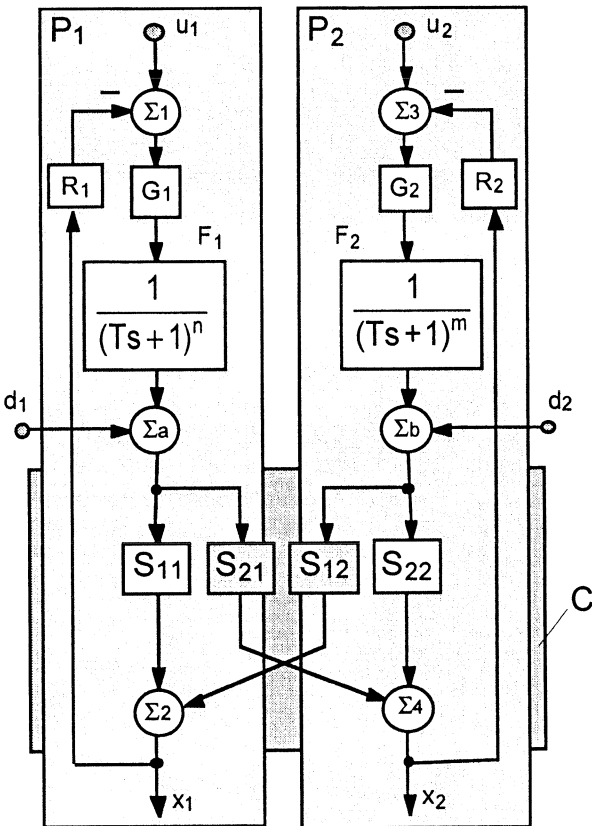 P₁ u₁ P₂ u₂
− Σ1 Σ3 −
R₁ G₁ G₂ R₂
F₁ F₂
1/(Ts+1)ⁿ 1/(Ts+1)ᵐ
d₁ Σa Σb d₂
S₁₁ S₂₁ S₁₂ S₂₂
C
Σ2 Σ4
x₁ x₂